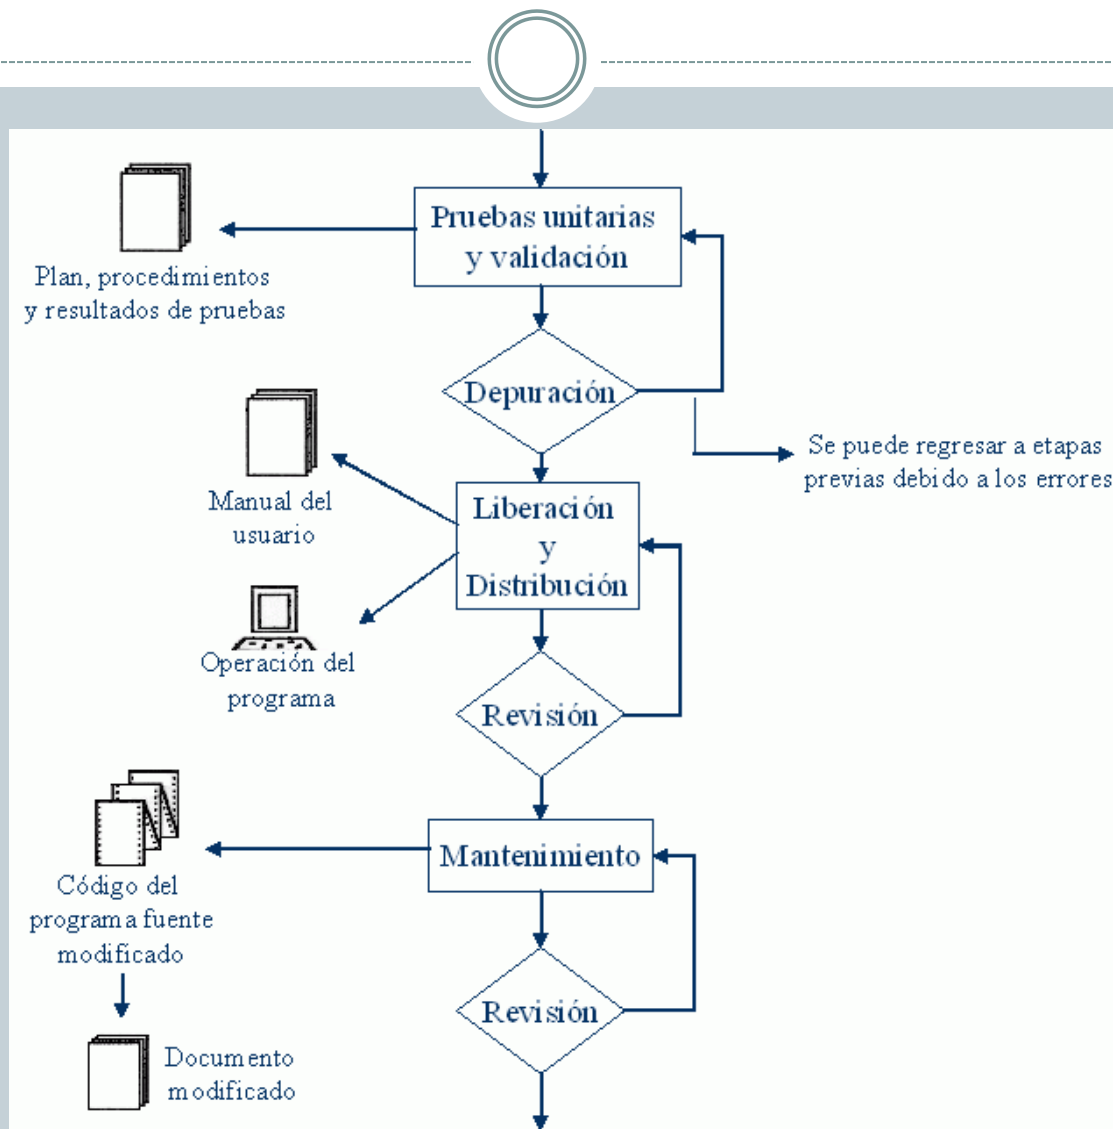 Pruebas unitarias
y validación
Plan, procedimientos
y resultados de pruebas
Depuración
Se puede regresar a etapas
previas debido a los errores
Manual del
usuario
Liberación
y
Distribución
Operación del
programa
Revisión
Mantenimiento
Código del
programa fuente
modificado
Revisión
Documento
modificado